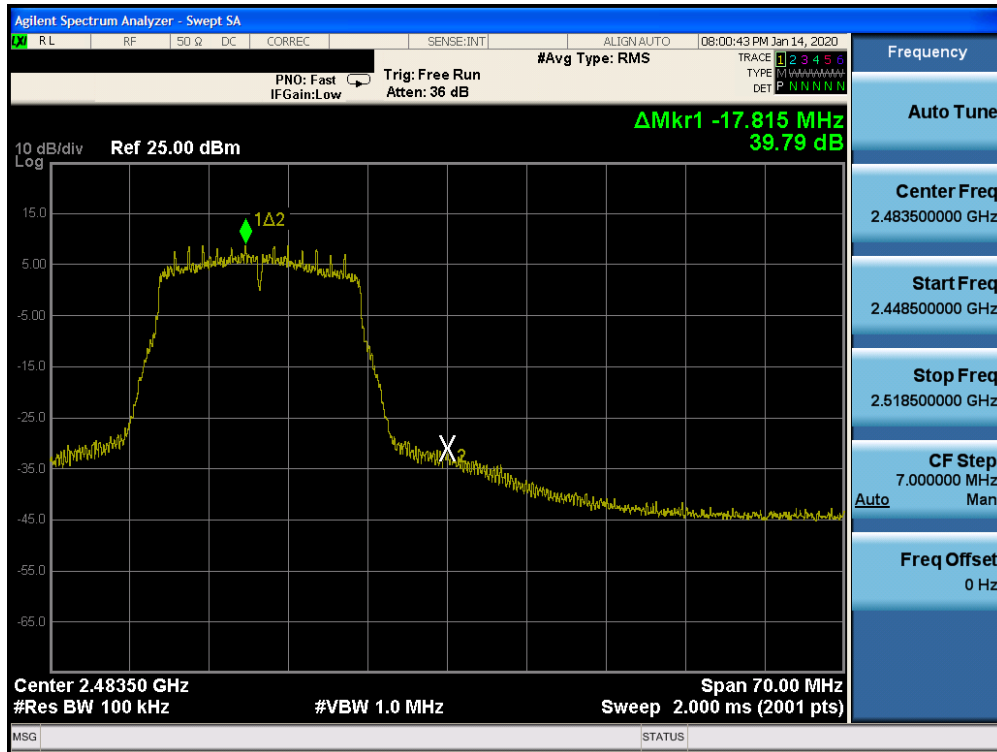 Agilent Spectrum Analyzer - Swept SA
LXI RL RF 50 Ω DC CORREC SENSE:INT ALIGN AUTO 08:00:43 PM Jan 14, 2020
Frequency
#Avg Type: RMS TRACE 1 2 3 4 5 6
PNO: Fast Trig: Free Run TYPE M WWWWW
IFGain:Low Atten: 36 dB DET P N N N N N
Auto Tune
ΔMkr1 -17.815 MHz
39.79 dB
10 dB/div Ref 25.00 dBm
Log
15.0
5.00
-5.00
-15.0
-25.0
-35.0
-45.0
-55.0
-65.0
1Δ2
X2
Center Freq
2.483500000 GHz
Start Freq
2.448500000 GHz
Stop Freq
2.518500000 GHz
CF Step
7.000000 MHz
Auto Man
Freq Offset
0 Hz
Center 2.48350 GHz Span 70.00 MHz
#Res BW 100 kHz #VBW 1.0 MHz Sweep 2.000 ms (2001 pts)
MSG STATUS